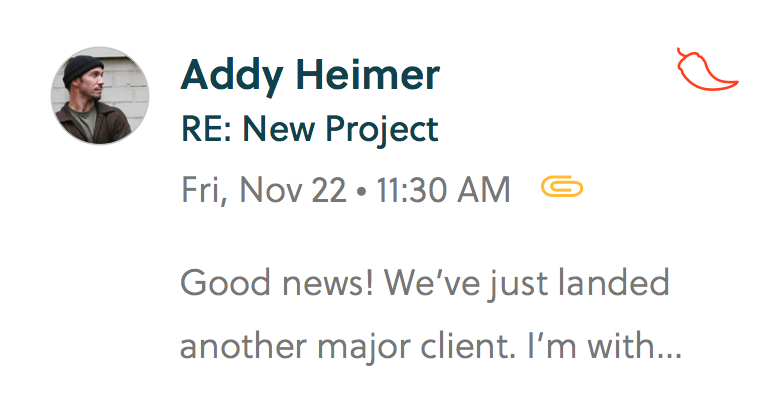 Addy Heimer
RE: New Project
Fri, Nov 22 • 11:30 AM
Good news! We’ve just landed
another major client. I’m with...